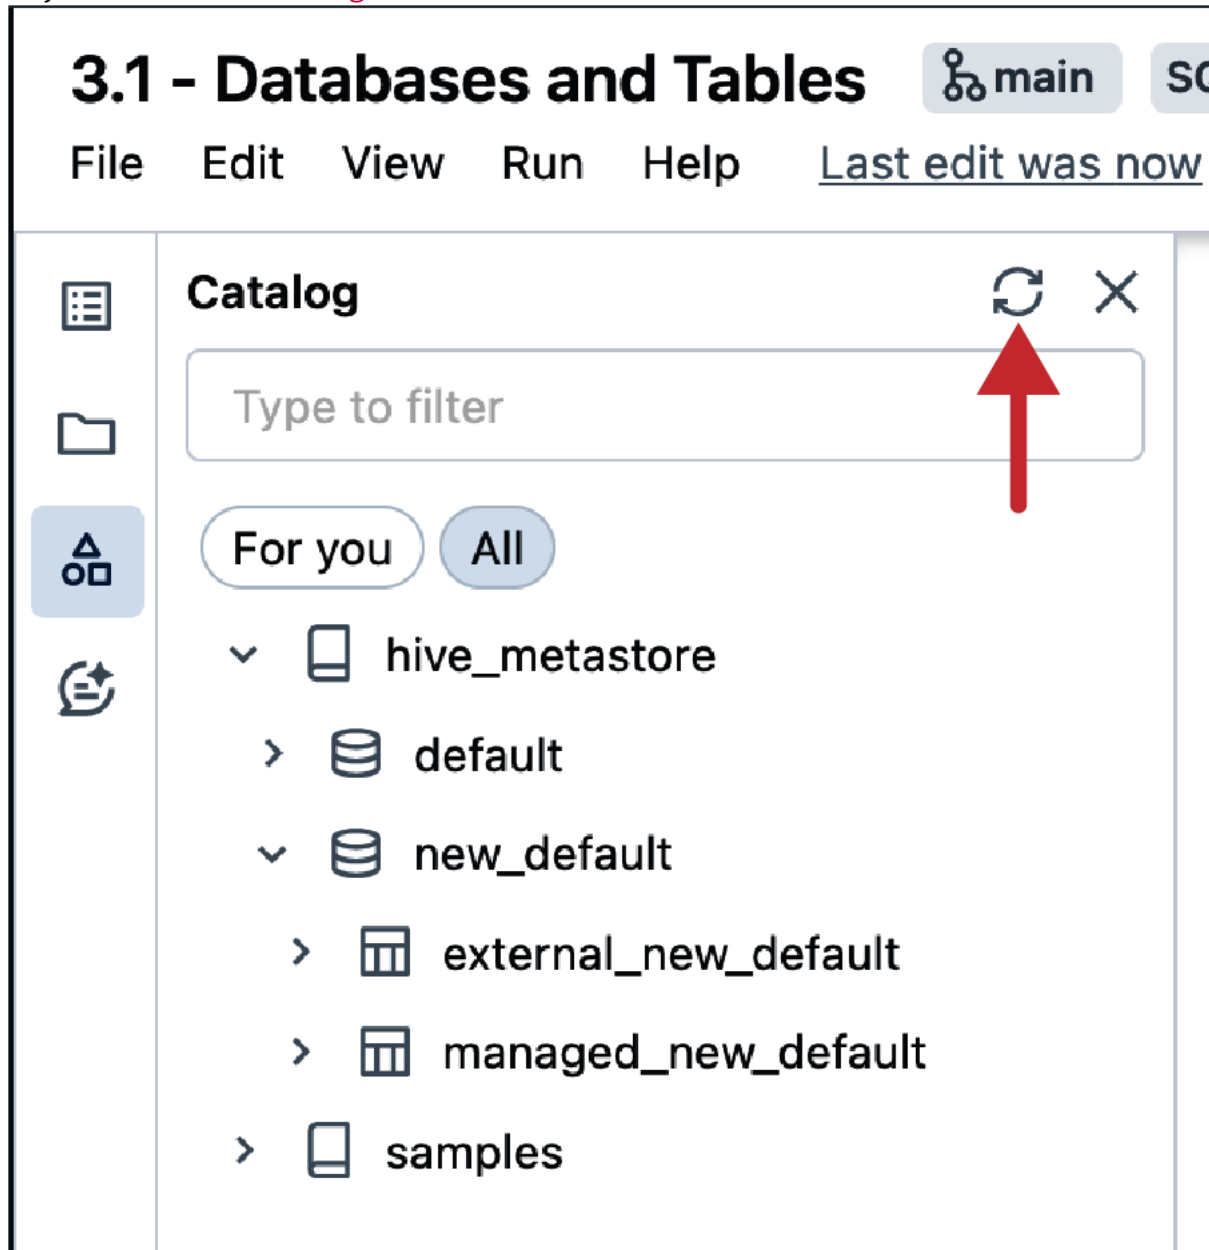 3.1 - Databases and Tables main
File Edit View Run Help Last edit was now
Catalog
Type to filter
For you All
hive_metastore
default
new_default
external_new_default
managed_new_default
samples